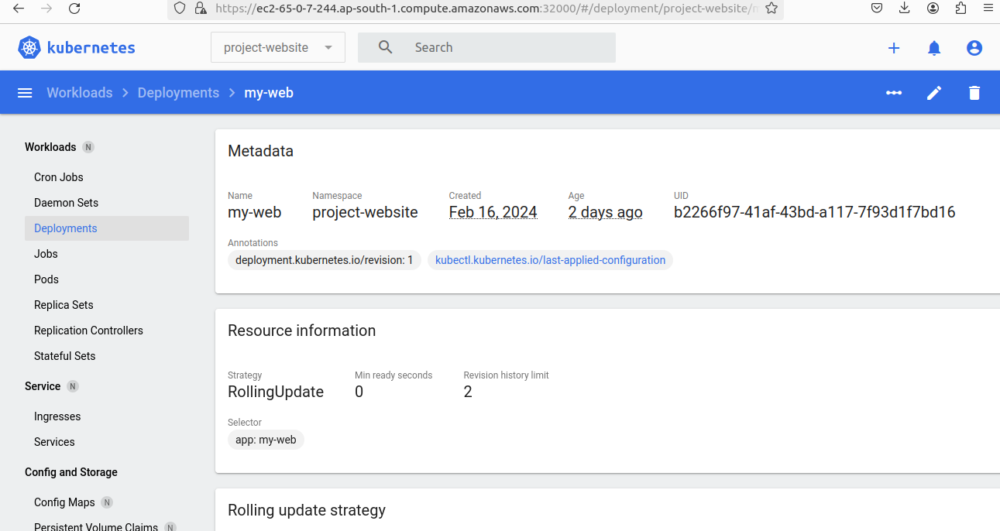 https://ec2-65-0-7-244.ap-south-1.compute.amazonaws.com:32000/#/deployment/project-website/
kubernetes
project-website
Search
Workloads > Deployments > my-web
Workloads N
Cron Jobs
Daemon Sets
Deployments
Jobs
Pods
Replica Sets
Replication Controllers
Stateful Sets
Service N
Ingresses
Services
Config and Storage
Config Maps N
Persistent Volume Claims N
Metadata
Name Namespace Created Age UID
my-web project-website Feb 16, 2024 2 days ago b2266f97-41af-43bd-a117-7f93d1f7bd16
Annotations
deployment.kubernetes.io/revision: 1 kubectl.kubernetes.io/last-applied-configuration
Resource information
Strategy Min ready seconds Revision history limit
RollingUpdate 0 2
Selector
app: my-web
Rolling update strategy